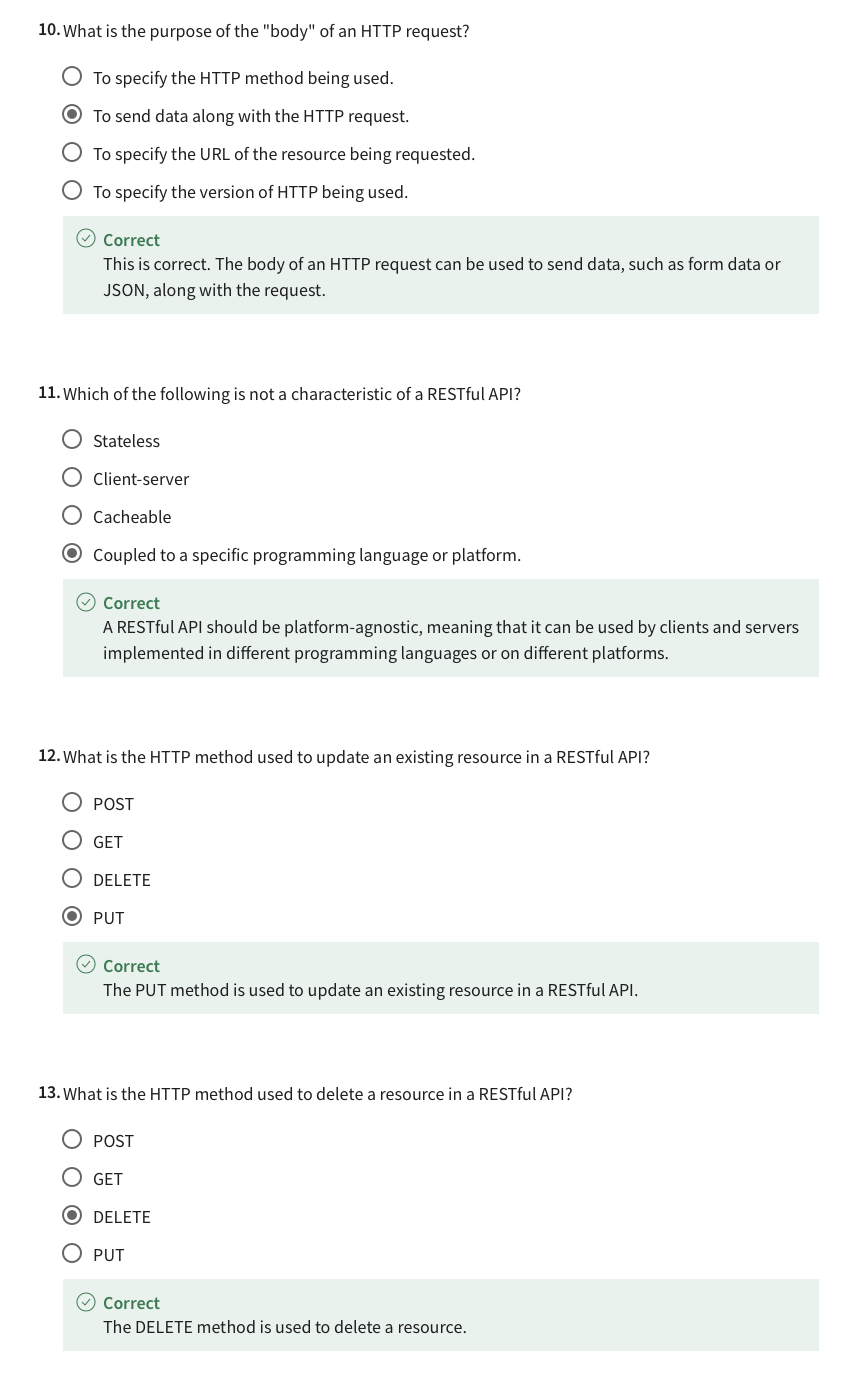 10. What is the purpose of the "body" of an HTTP request?
To specify the HTTP method being used.
To send data along with the HTTP request.
To specify the URL of the resource being requested.
To specify the version of HTTP being used.
Correct
This is correct. The body of an HTTP request can be used to send data, such as form data or
JSON, along with the request.
11. Which of the following is not a characteristic of a RESTful API?
Stateless
Client-server
Cacheable
Coupled to a specific programming language or platform.
Correct
A RESTful API should be platform-agnostic, meaning that it can be used by clients and servers
implemented in different programming languages or on different platforms.
12. What is the HTTP method used to update an existing resource in a RESTful API?
POST
GET
DELETE
PUT
Correct
The PUT method is used to update an existing resource in a RESTful API.
13. What is the HTTP method used to delete a resource in a RESTful API?
POST
GET
DELETE
PUT
Correct
The DELETE method is used to delete a resource.